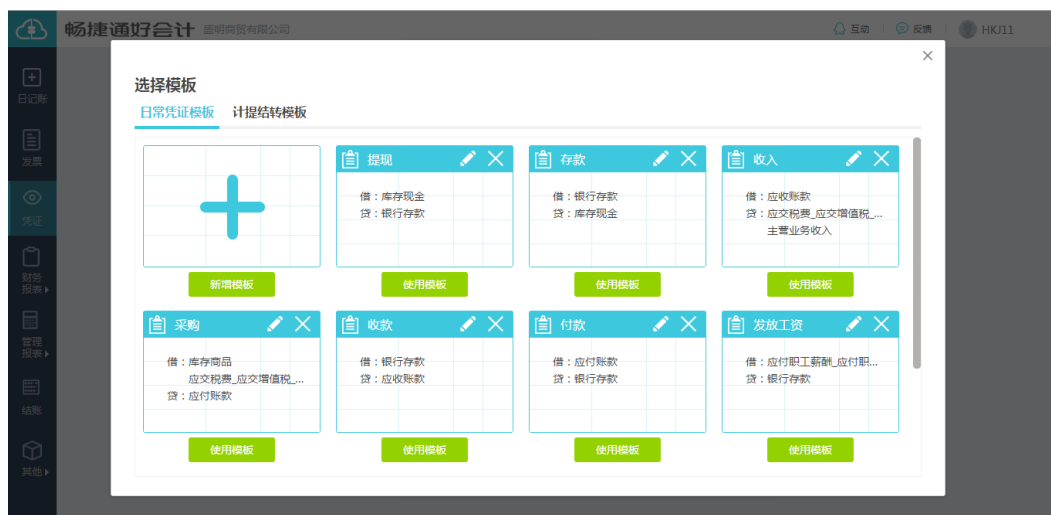 畅捷通好会计 盛明商贸有限公司 互动 反馈 HKJ11
日记账
发票
凭证
财务
报表
管理
报表
结账
其他
选择模板
日常凭证模板 计提结转模板
新增模板
提现
借：库存现金
贷：银行存款
使用模板
存款
借：银行存款
贷：库存现金
使用模板
收入
借：应收账款
贷：应交税费_应交增值税_...
主营业务收入
使用模板
采购
借：库存商品
应交税费_应交增值税_...
贷：应付账款
使用模板
收款
借：银行存款
贷：应收账款
使用模板
付款
借：应付账款
贷：银行存款
使用模板
发放工资
借：应付职工薪酬_应付职...
贷：银行存款
使用模板